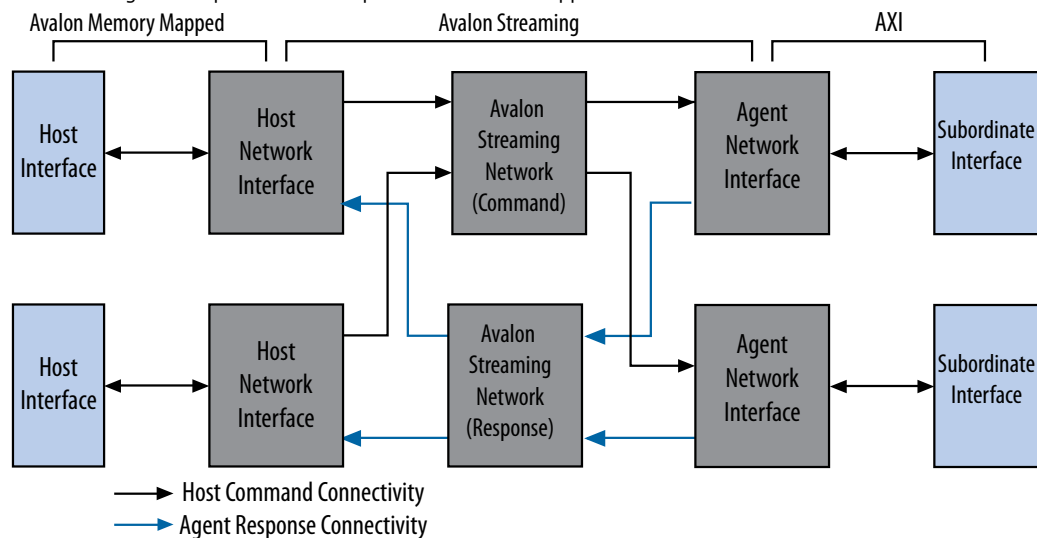 Avalon Memory Mapped
Avalon Streaming
AXI
Host
Interface
Host
Network
Interface
Avalon
Streaming
Network
(Command)
Agent
Network
Interface
Subordinate
Interface
Host
Interface
Host
Network
Interface
Avalon
Streaming
Network
(Response)
Agent
Network
Interface
Subordinate
Interface
Host Command Connectivity
Agent Response Connectivity